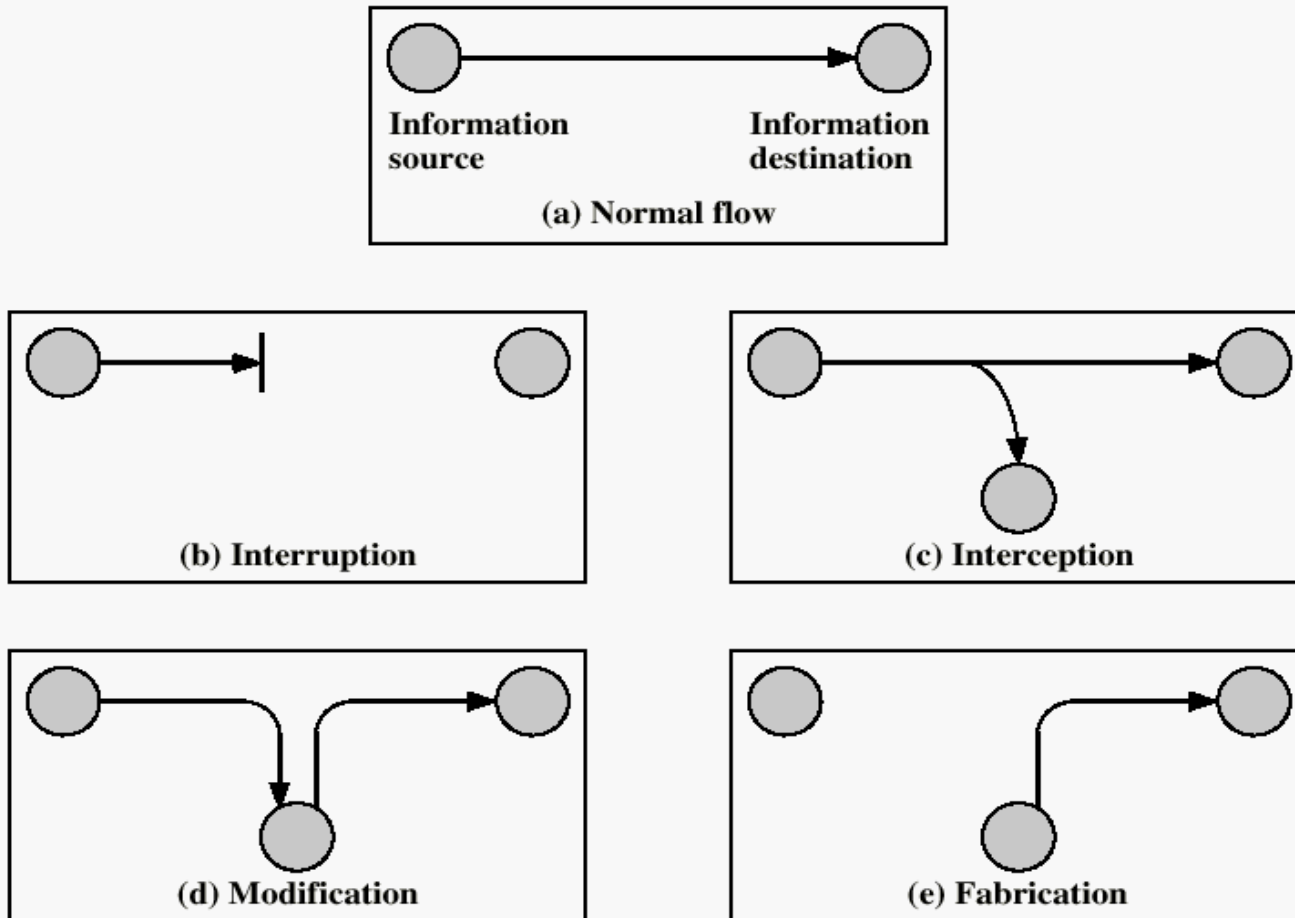 Information
source
Information
destination
(a) Normal flow
(b) Interruption
(c) Interception
(d) Modification
(e) Fabrication